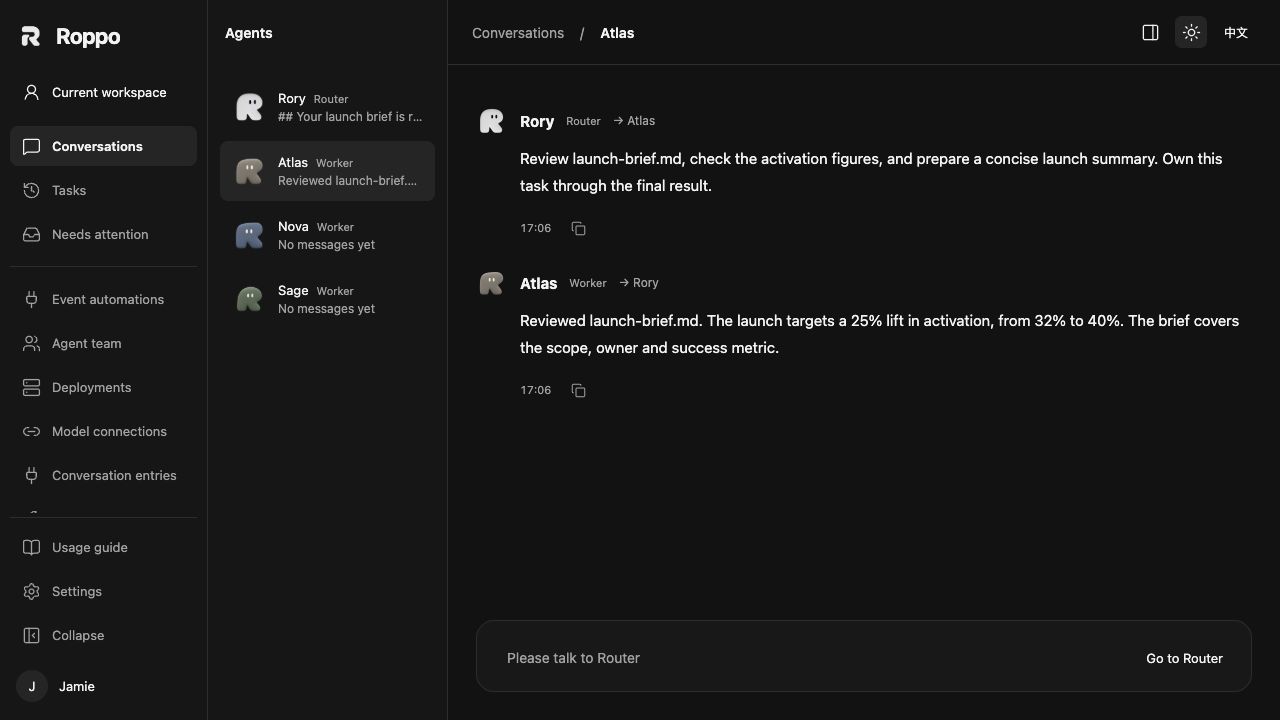 Roppo
Current workspace
Conversations
Tasks
Needs attention
Event automations
Agent team
Deployments
Model connections
Conversation entries
Usage guide
Settings
Collapse
J
Jamie
Agents
Rory Router
## Your launch brief is r...
Atlas Worker
Reviewed launch-brief....
Nova Worker
No messages yet
Sage Worker
No messages yet
Conversations / Atlas
中文
Rory Router → Atlas
Review launch-brief.md, check the activation figures, and prepare a concise launch summary. Own this
task through the final result.
17:06
Atlas Worker → Rory
Reviewed launch-brief.md. The launch targets a 25% lift in activation, from 32% to 40%. The brief covers
the scope, owner and success metric.
17:06
Please talk to Router
Go to Router